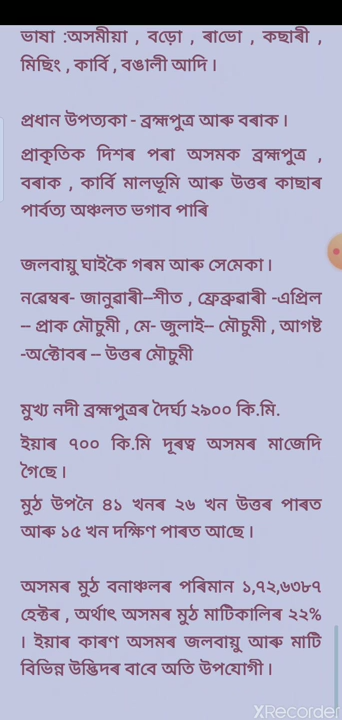 ভাষা :অসমীয়া , বড়ো , ৰাভো , কছাৰী ,
মিছিং , কাৰ্বি , বঙালী আদি ।
প্ৰধান উপত্যকা - ব্ৰহ্মপুত্ৰ আৰু বৰাক ।
প্ৰাকৃতিক দিশৰ পৰা অসমক ব্ৰহ্মপুত্ৰ ,
বৰাক , কাৰ্বি মালভূমি আৰু উত্তৰ কাছাৰ
পাৰ্বত্য অঞ্চলত ভগাব পাৰি
জলবায়ু ঘাইকৈ গৰম আৰু সেমেকা ।
নৱেম্বৰ- জানুৱাৰী–শীত , ফ্ৰেব্ৰুৱাৰী -এপ্ৰিল
– প্ৰাক মৌচুমী , মে- জুলাই– মৌচুমী , আগষ্ট
-অক্টোবৰ – উত্তৰ মৌচুমী
মুখ্য নদী ব্ৰহ্মপুত্ৰৰ দৈৰ্ঘ্য ২৯০০ কি.মি.
ইয়াৰ ৭০০ কি.মি দূৰত্ব অসমৰ মাজেদি
গৈছে ।
মুঠ উপনৈ ৪১ খনৰ ২৬ খন উত্তৰ পাৰত
আৰু ১৫ খন দক্ষিণ পাৰত আছে ।
অসমৰ মুঠ বনাঞ্চলৰ পৰিমান ১,৭২,৬৩৮৭
হেক্টৰ , অৰ্থাৎ অসমৰ মুঠ মাটিকালিৰ ২২%
। ইয়াৰ কাৰণ অসমৰ জলবায়ু আৰু মাটি
বিভিন্ন উদ্ভিদৰ বাবে অতি উপযোগী ।
XRecorder